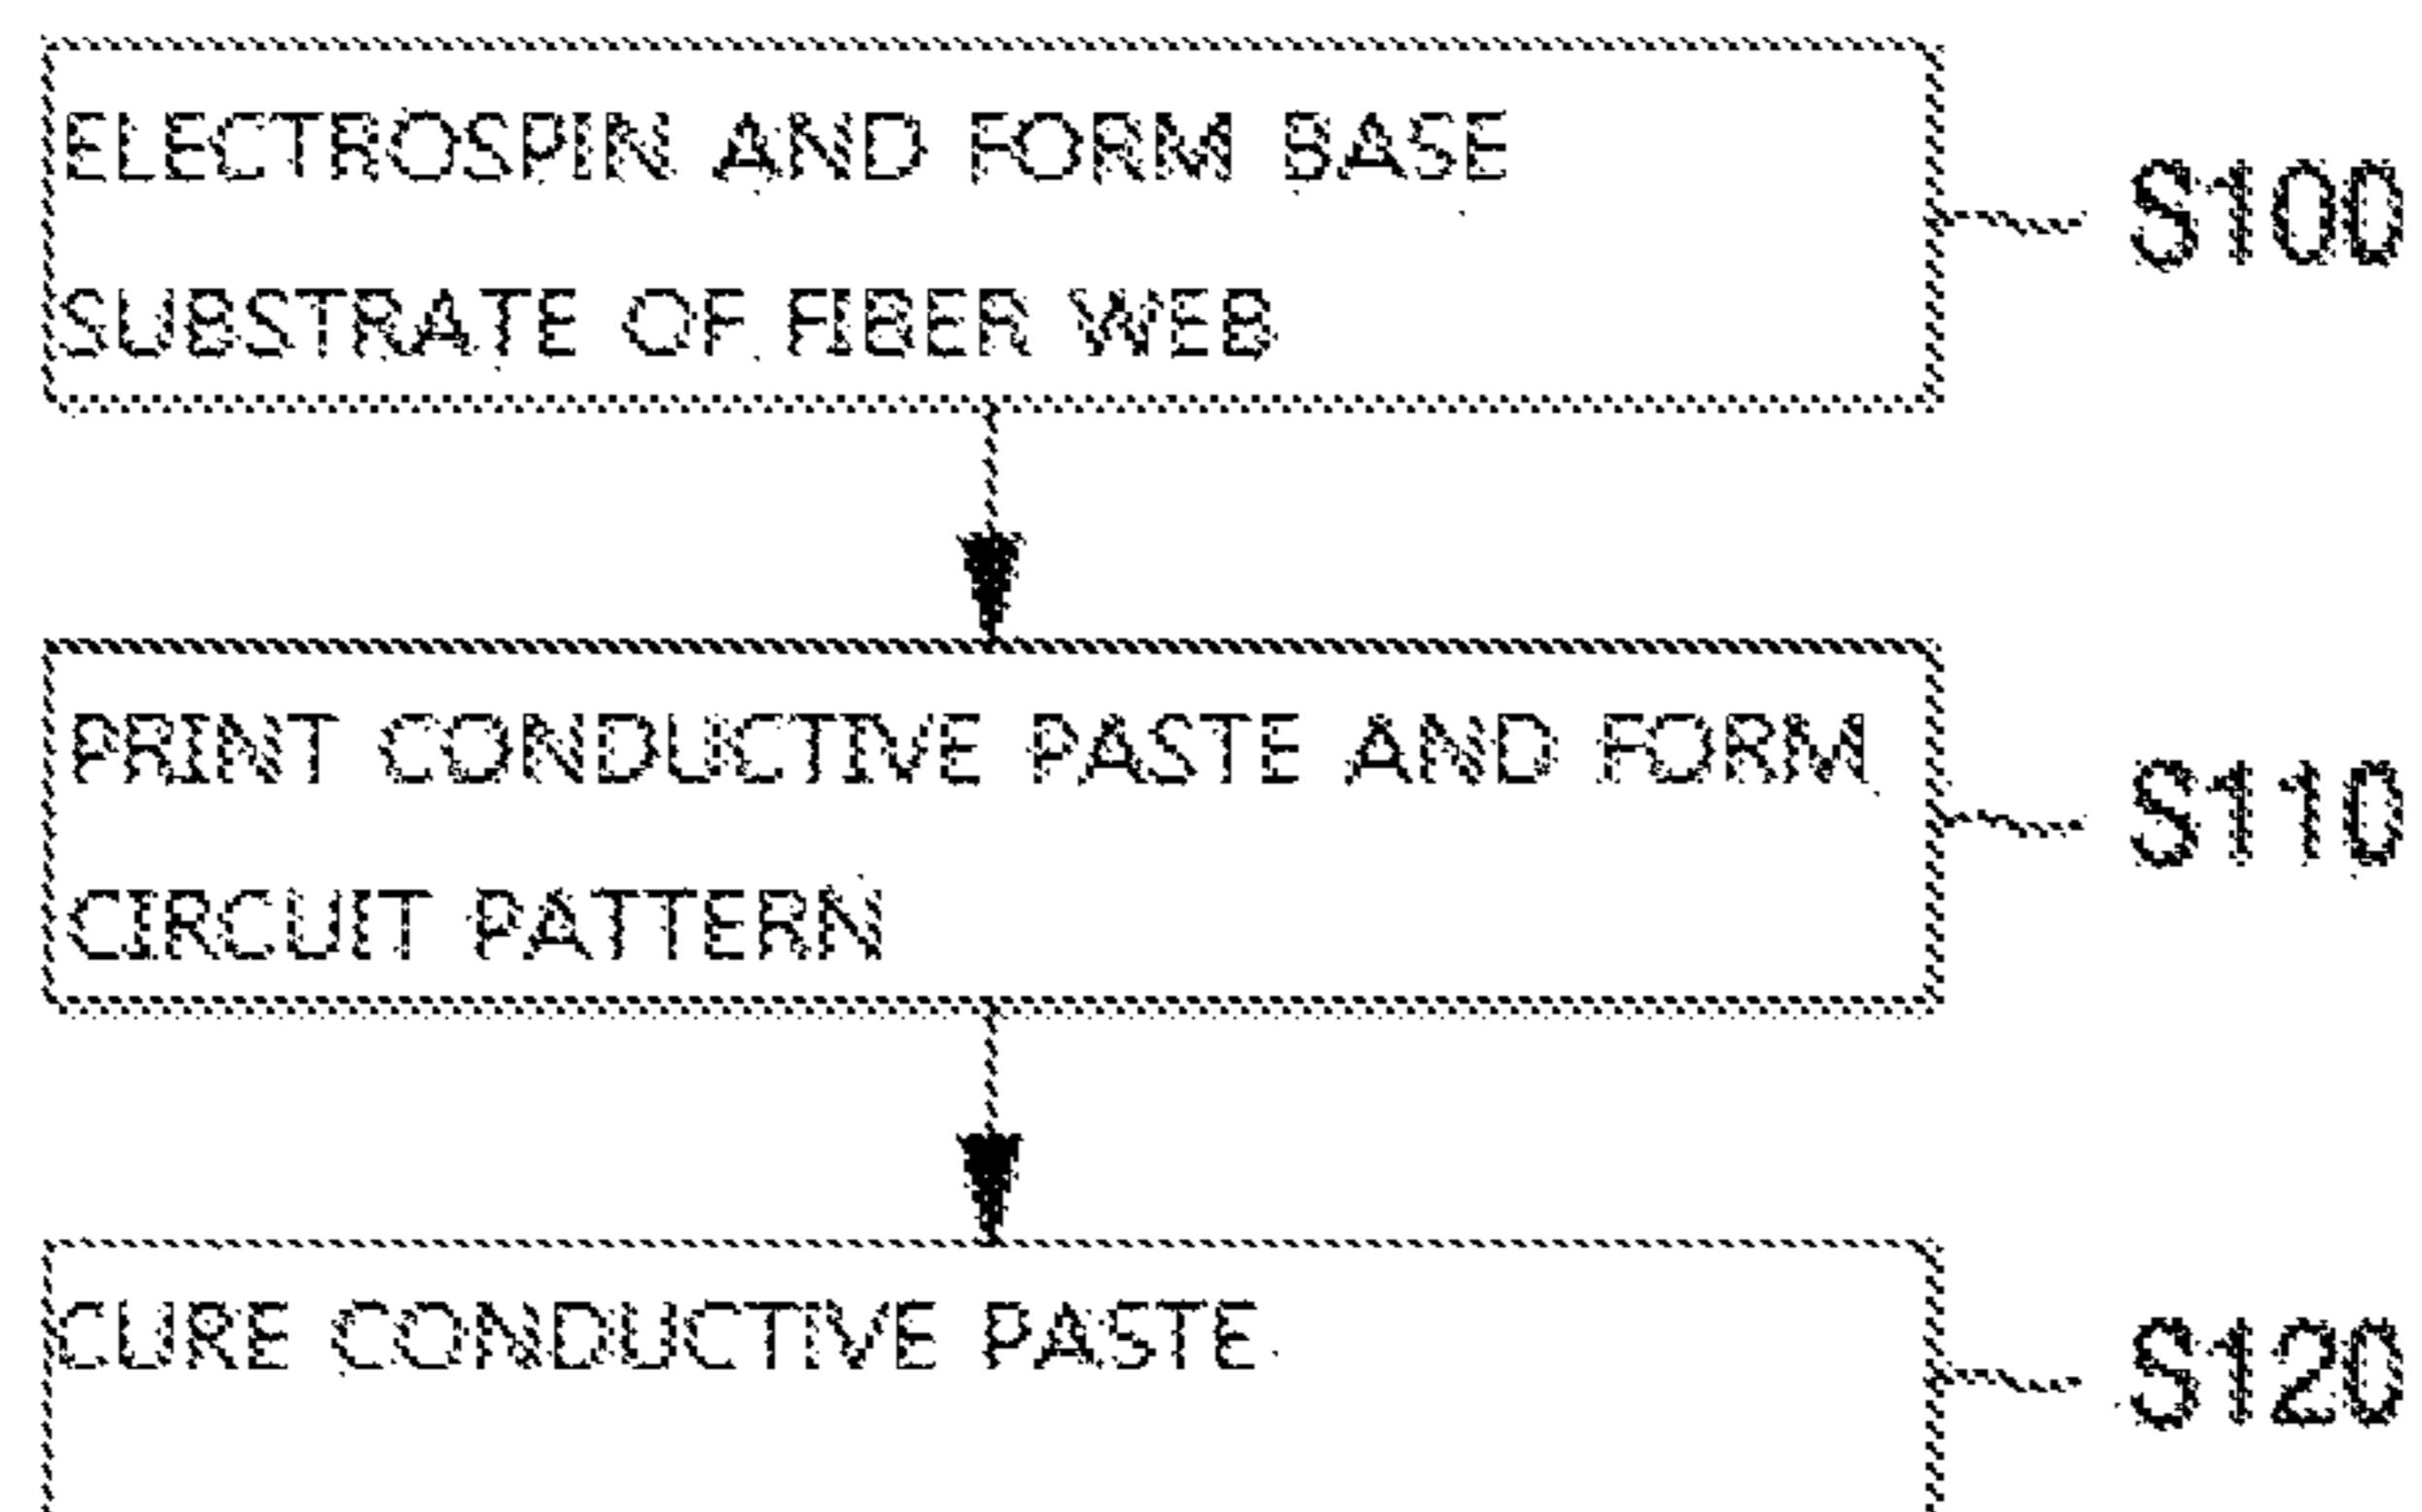 ELECTROSPIN AND FORM BASE
SUBSTRATE OF FIBER WEB
S100
PRINT CONDUCTIVE PASTE AND FORM
CIRCUIT PATTERN
S110
CURE CONDUCTIVE PASTE
S120